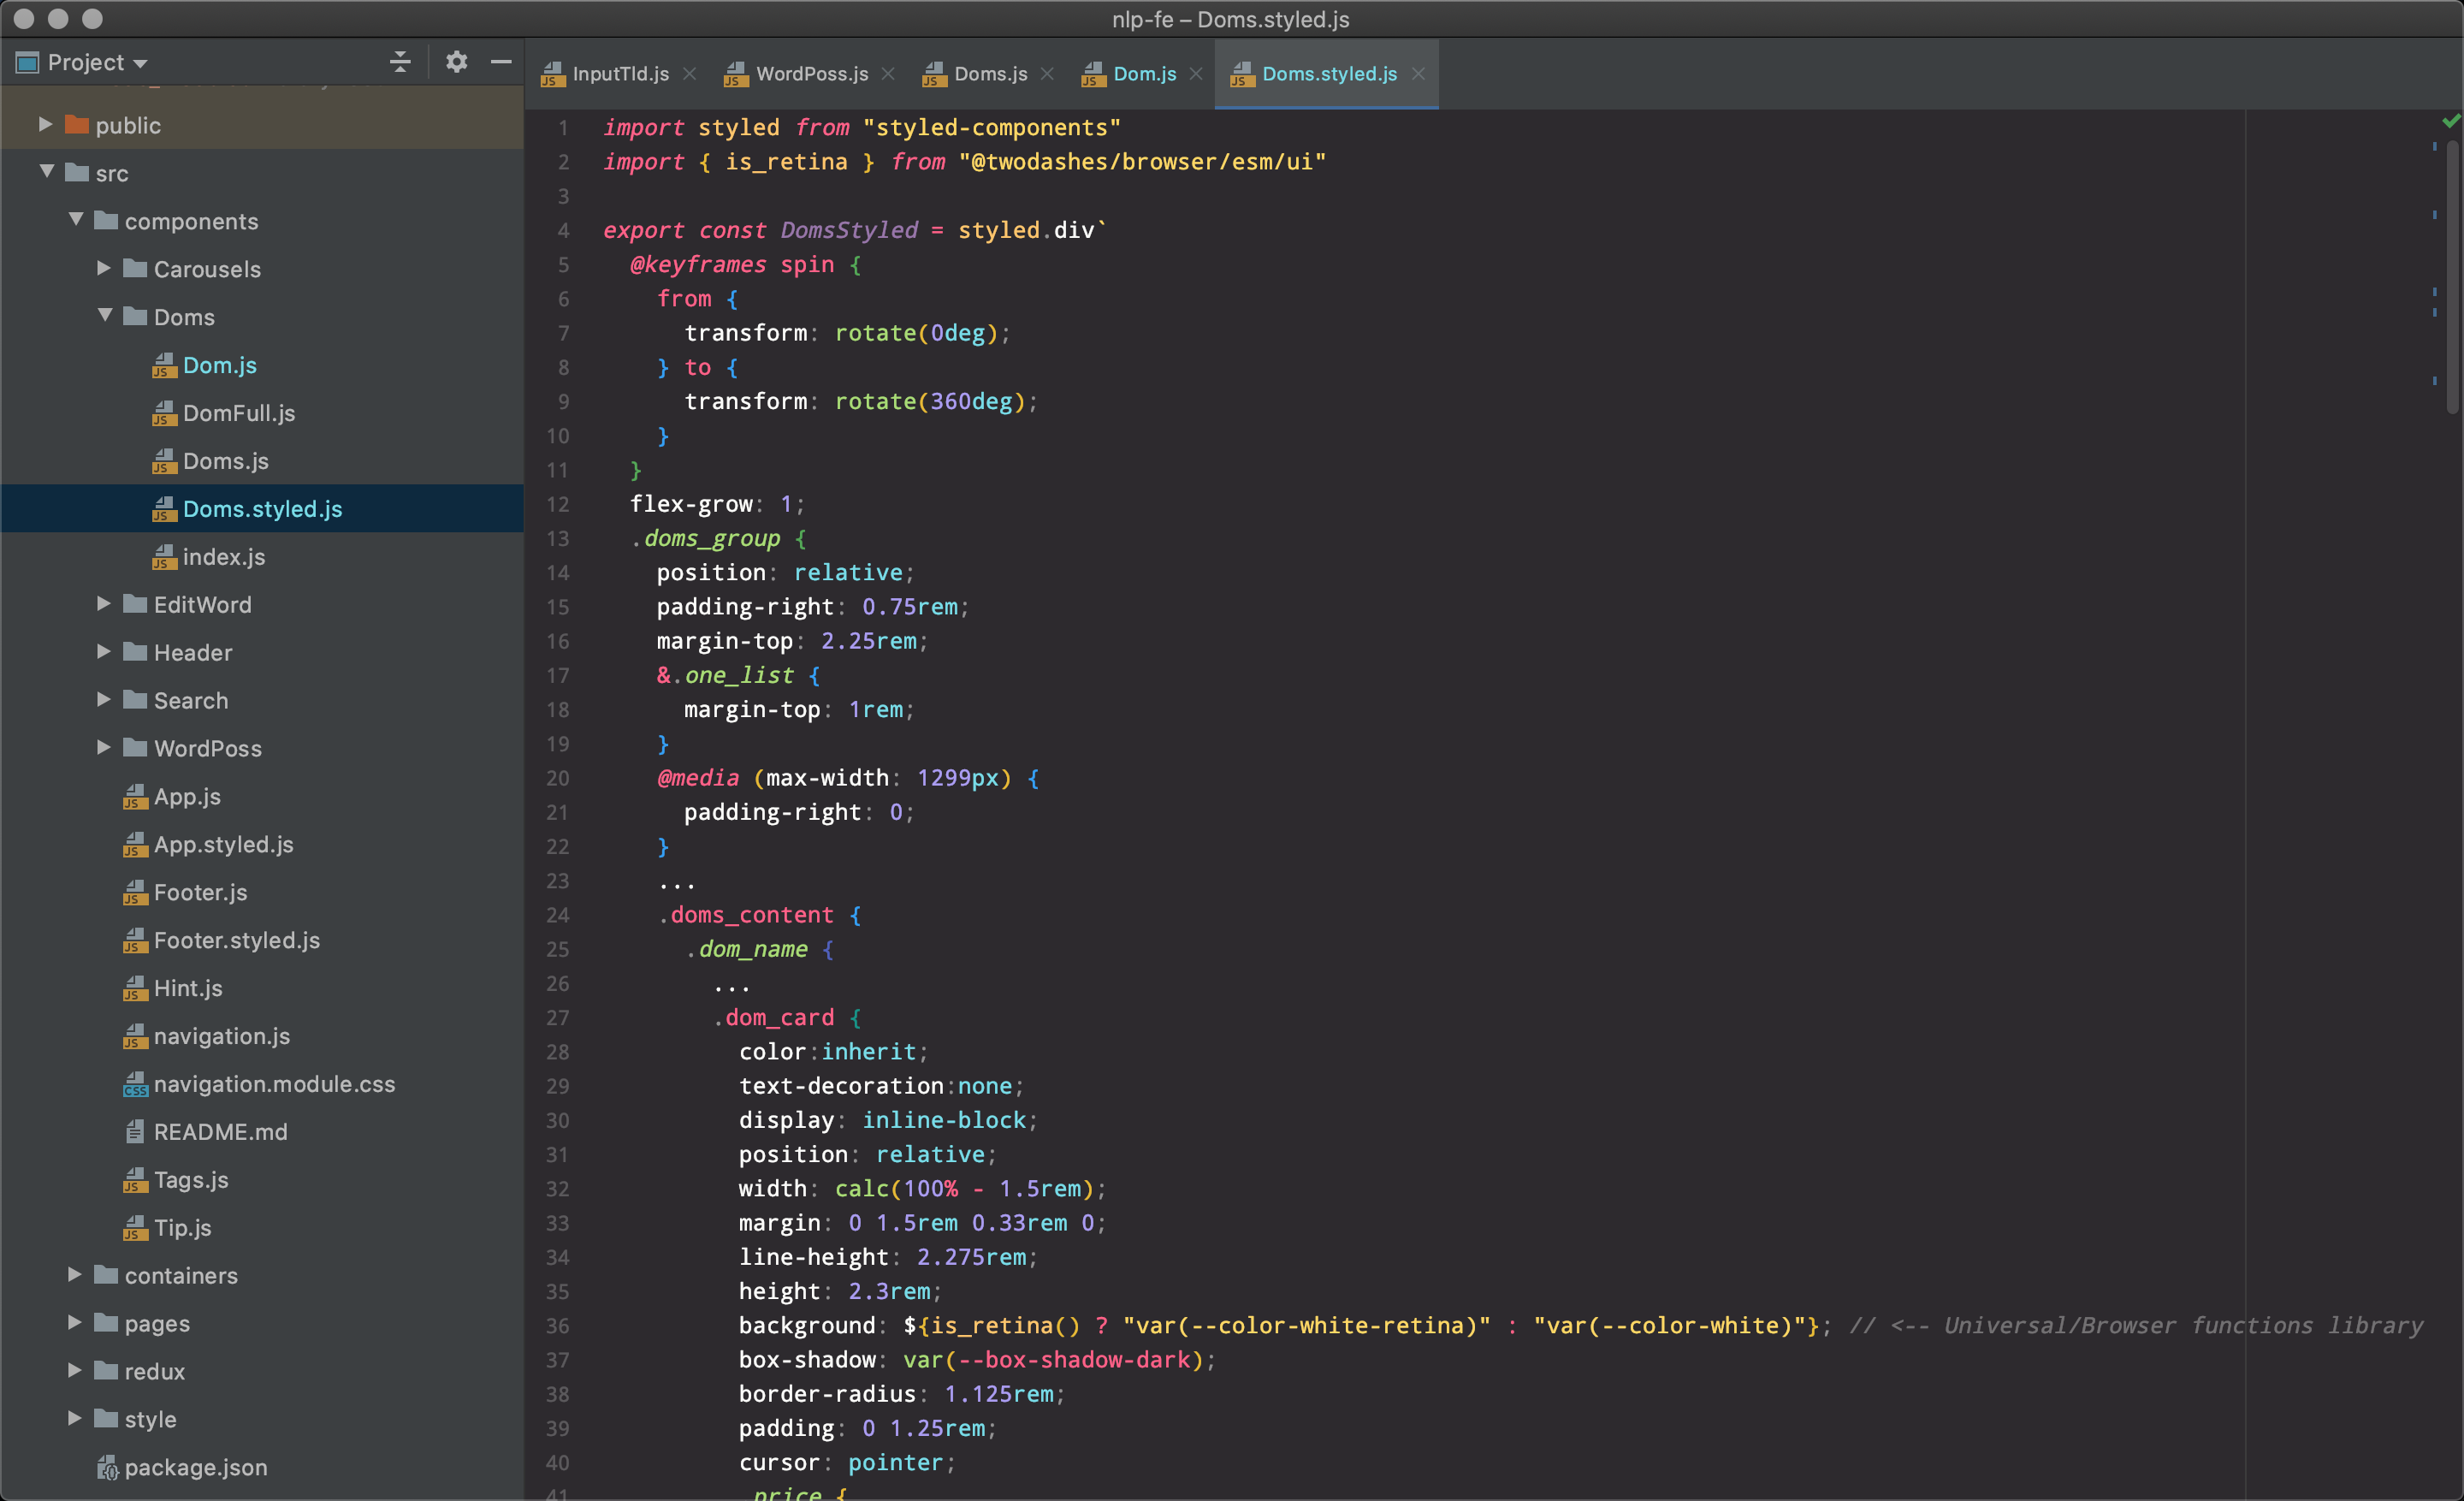 nlp-fe – Doms.styled.js
Project
public
src
components
Carousels
Doms
Dom.js
DomFull.js
Doms.js
Doms.styled.js
index.js
EditWord
Header
Search
WordPoss
App.js
App.styled.js
Footer.js
Footer.styled.js
Hint.js
navigation.js
navigation.module.css
README.md
Tags.js
Tip.js
containers
pages
redux
style
package.json
InputTld.js WordPoss.js Doms.js Dom.js Doms.styled.js
1 import styled from "styled-components"
2 import { is_retina } from "@twodashes/browser/esm/ui"
3
4 export const DomsStyled = styled.div`
5 @keyframes spin {
6 from {
7 transform: rotate(0deg);
8 } to {
9 transform: rotate(360deg);
10 }
11 }
12 flex-grow: 1;
13 .doms_group {
14 position: relative;
15 padding-right: 0.75rem;
16 margin-top: 2.25rem;
17 &.one_list {
18 margin-top: 1rem;
19 }
20 @media (max-width: 1299px) {
21 padding-right: 0;
22 }
23 ...
24 .doms_content {
25 .dom_name {
26 ...
27 .dom_card {
28 color:inherit;
29 text-decoration:none;
30 display: inline-block;
31 position: relative;
32 width: calc(100% - 1.5rem);
33 margin: 0 1.5rem 0.33rem 0;
34 line-height: 2.275rem;
35 height: 2.3rem;
36 background: ${is_retina() ? "var(--color-white-retina)" : "var(--color-white)"}; // <-- Universal/Browser functions library
37 box-shadow: var(--box-shadow-dark);
38 border-radius: 1.125rem;
39 padding: 0 1.25rem;
40 cursor: pointer;
41 price {